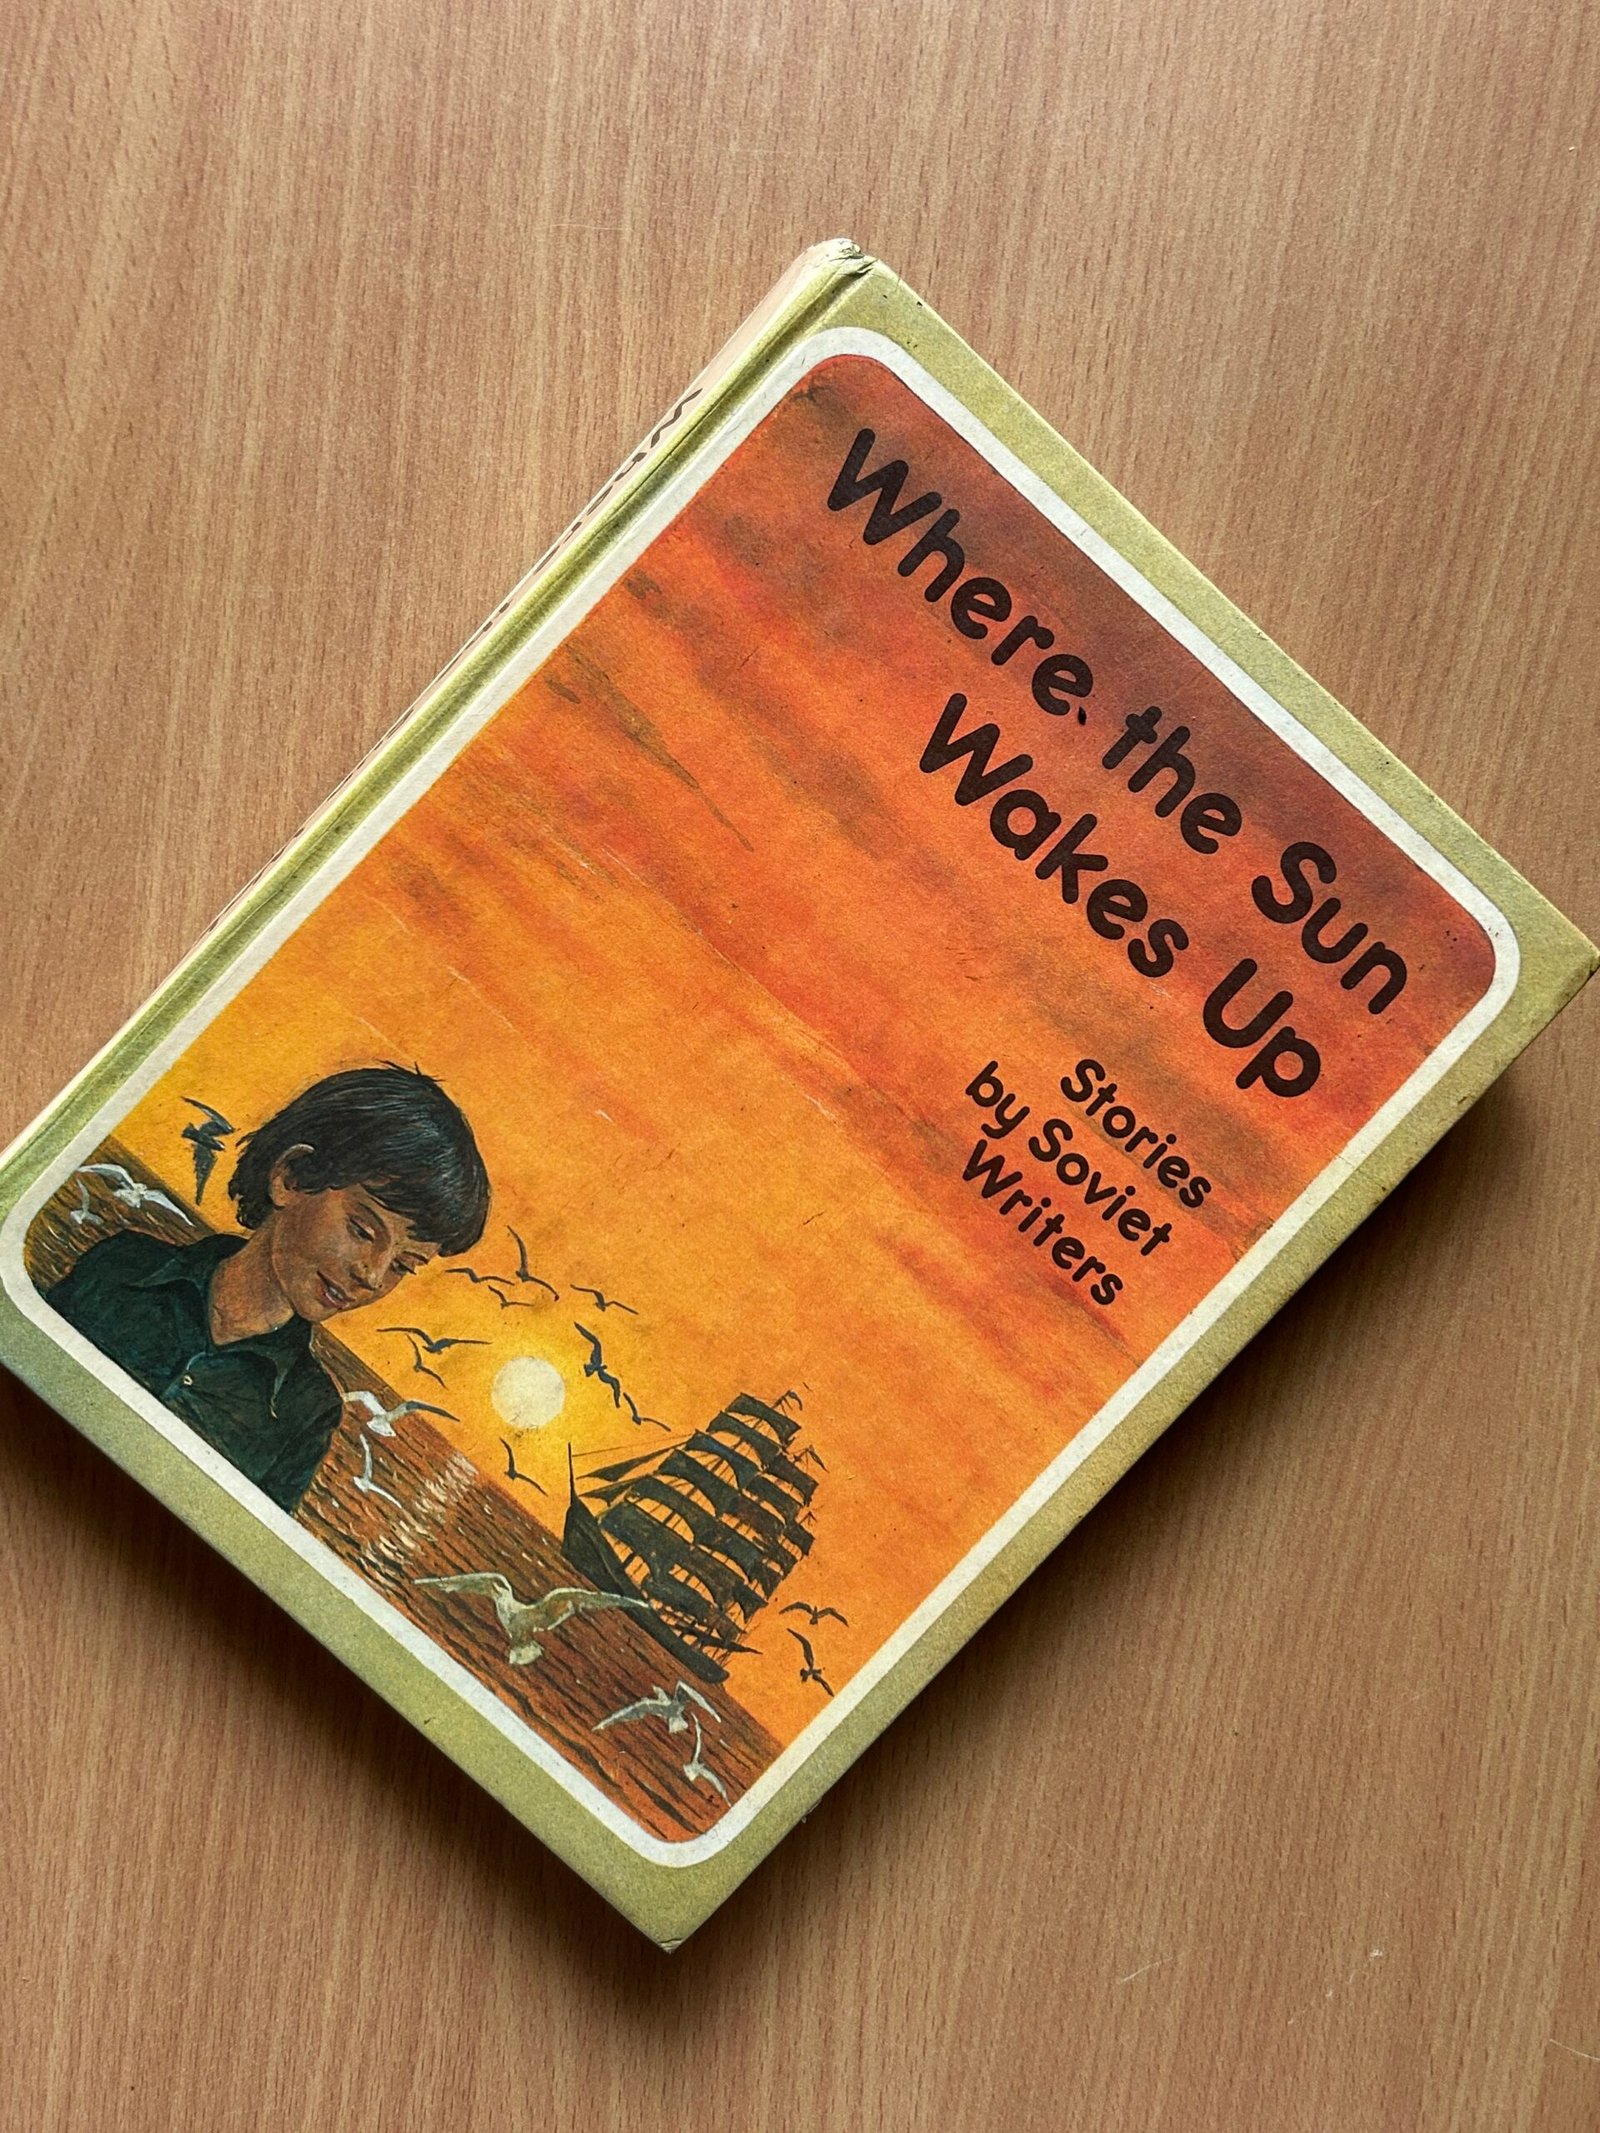 Where the Sun
Wakes Up
Stories
by Soviet
Writers